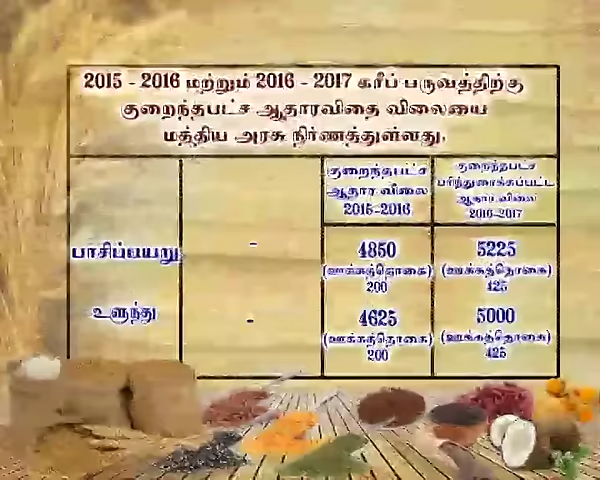 2015 - 2016 மற்றும் 2016 - 2017 கரீப் பருவத்திற்கு
குறைந்தபட்ச ஆதாரவிதை விலையை
மத்திய அரசு நிர்ணத்துள்ளது.
குறைந்தபட்ச
ஆதார விலை
2015-2016
குறைந்தபட்ச
பரிந்துரைக்கப்பட்ட
ஆதார விலை
2016-2017
பாசிப்பயறு - 4850 5225
(ஊக்கத்தொகை) (ஊக்கத்தொகை)
200 425
உளுந்து - 4625 5000
(ஊக்கத்தொகை) (ஊக்கத்தொகை)
200 425